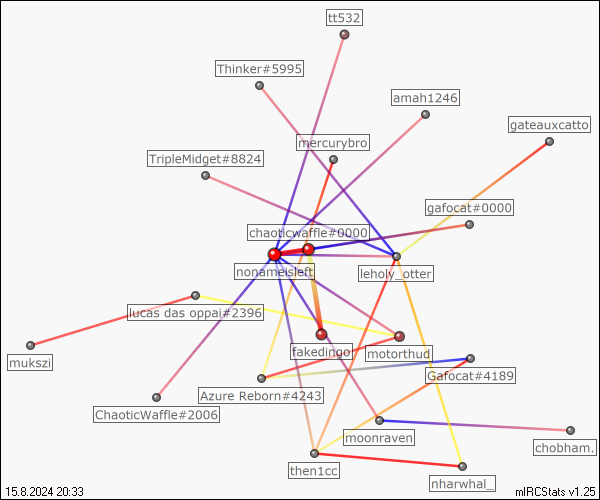 tt532
Thinker#5995
amah1246
gateauxcatto
mercurybro
TripleMidget#8824
gafocat#0000
chaoticwaffle#0000
nonameisleft
leholy_otter
lucas das oppai#2396
fakedingo
motorthud
mukszi
Gafocat#4189
Azure Reborn#4243
ChaoticWaffle#2006
moonraven
chobham.
then1cc
nharwhal_
15.8.2024 20:33
mIRCStats v1.25